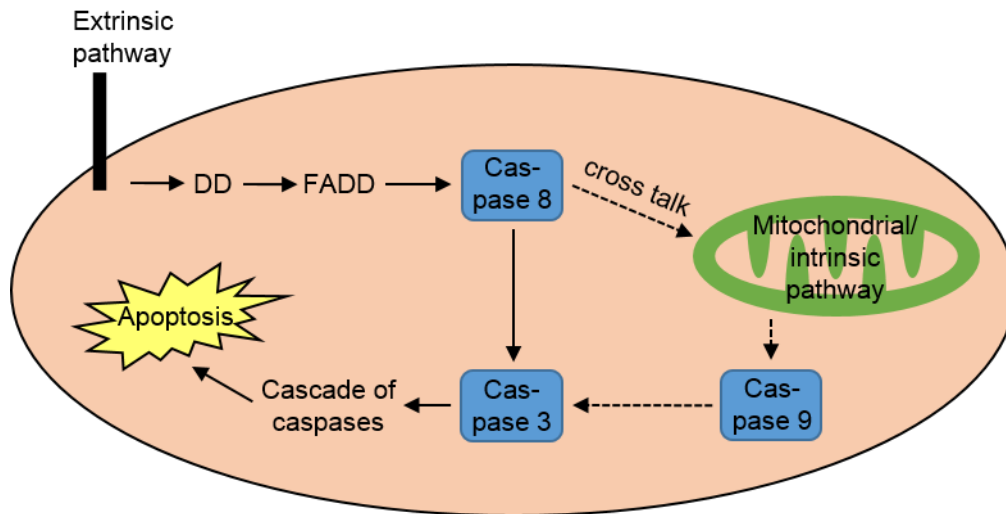 Extrinsic
pathway
DD
FADD
Cas-
pase 8
cross talk
Mitochondrial/
intrinsic
pathway
Apoptosis
Cascade of
caspases
Cas-
pase 3
Cas-
pase 9